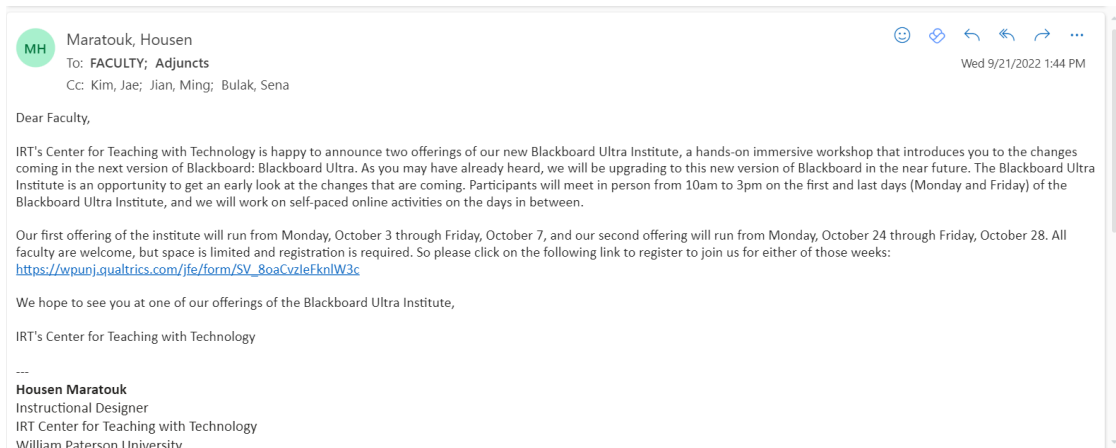 MH
Maratouk, Housen
To: FACULTY; Adjuncts
Wed 9/21/2022 1:44 PM
Cc: Kim, Jae; Jian, Ming; Bulak, Sena
Dear Faculty,
IRT's Center for Teaching with Technology is happy to announce two offerings of our new Blackboard Ultra Institute, a hands-on immersive workshop that introduces you to the changes
coming in the next version of Blackboard: Blackboard Ultra. As you may have already heard, we will be upgrading to this new version of Blackboard in the near future. The Blackboard Ultra
Institute is an opportunity to get an early look at the changes that are coming. Participants will meet in person from 10am to 3pm on the first and last days (Monday and Friday) of the
Blackboard Ultra Institute, and we will work on self-paced online activities on the days in between.
Our first offering of the institute will run from Monday, October 3 through Friday, October 7, and our second offering will run from Monday, October 24 through Friday, October 28. All
faculty are welcome, but space is limited and registration is required. So please click on the following link to register to join us for either of those weeks:
https://wpunj.qualtrics.com/jfe/form/SV_8oaCvzIeFknlW3c
We hope to see you at one of our offerings of the Blackboard Ultra Institute,
IRT's Center for Teaching with Technology
---
Housen Maratouk
Instructional Designer
IRT Center for Teaching with Technology
William Paterson University